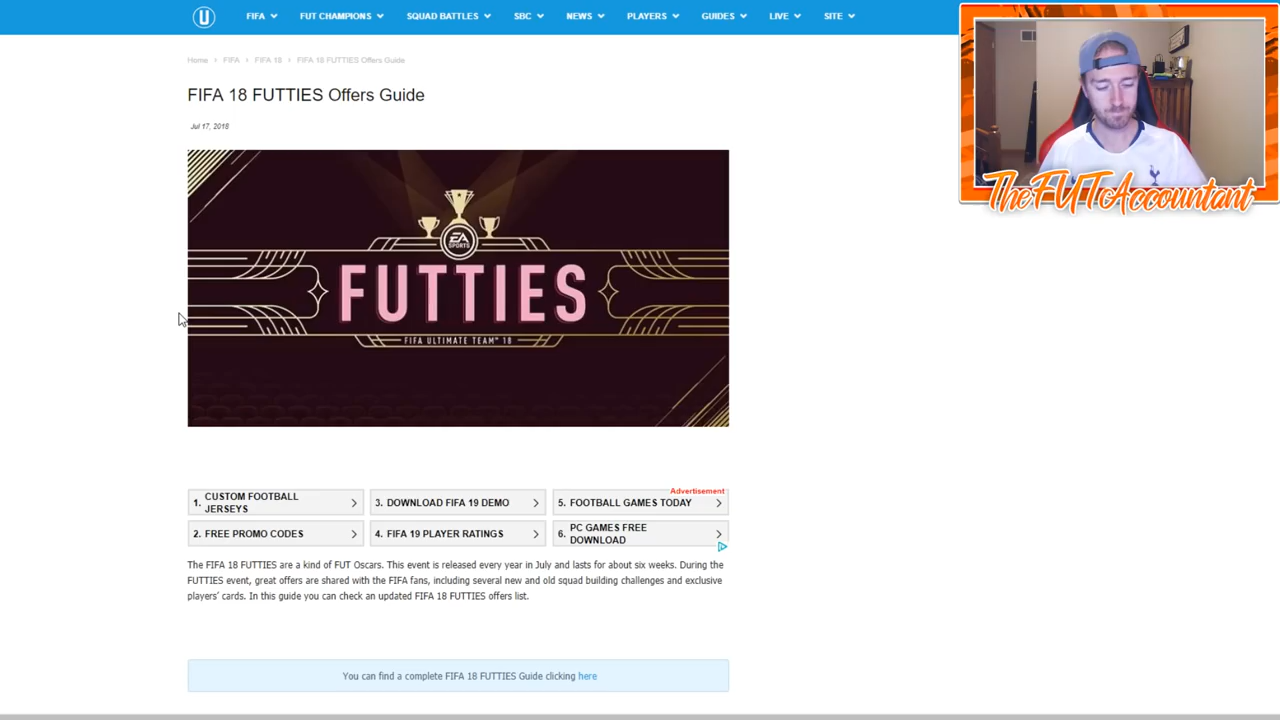 U FIFA FUT CHAMPIONS SQUAD BATTLES SBC NEWS PLAYERS GUIDES LIVE SITE
Home > FIFA > FIFA 18 > FIFA 18 FUTTIES Offers Guide
FIFA 18 FUTTIES Offers Guide
Jul 17, 2018
TheFUTAccountant
EA
SPORTS
FUTTIES
FIFA ULTIMATE TEAM™ 18
Advertisement
1. CUSTOM FOOTBALL
JERSEYS
3. DOWNLOAD FIFA 19 DEMO
5. FOOTBALL GAMES TODAY
2. FREE PROMO CODES
4. FIFA 19 PLAYER RATINGS
6. PC GAMES FREE
DOWNLOAD
The FIFA 18 FUTTIES are a kind of FUT Oscars. This event is released every year in July and lasts for about six weeks. During the
FUTTIES event, great offers are shared with the FIFA fans, including several new and old squad building challenges and exclusive
players' cards. In this guide you can check an updated FIFA 18 FUTTIES offers list.
You can find a complete FIFA 18 FUTTIES Guide clicking here